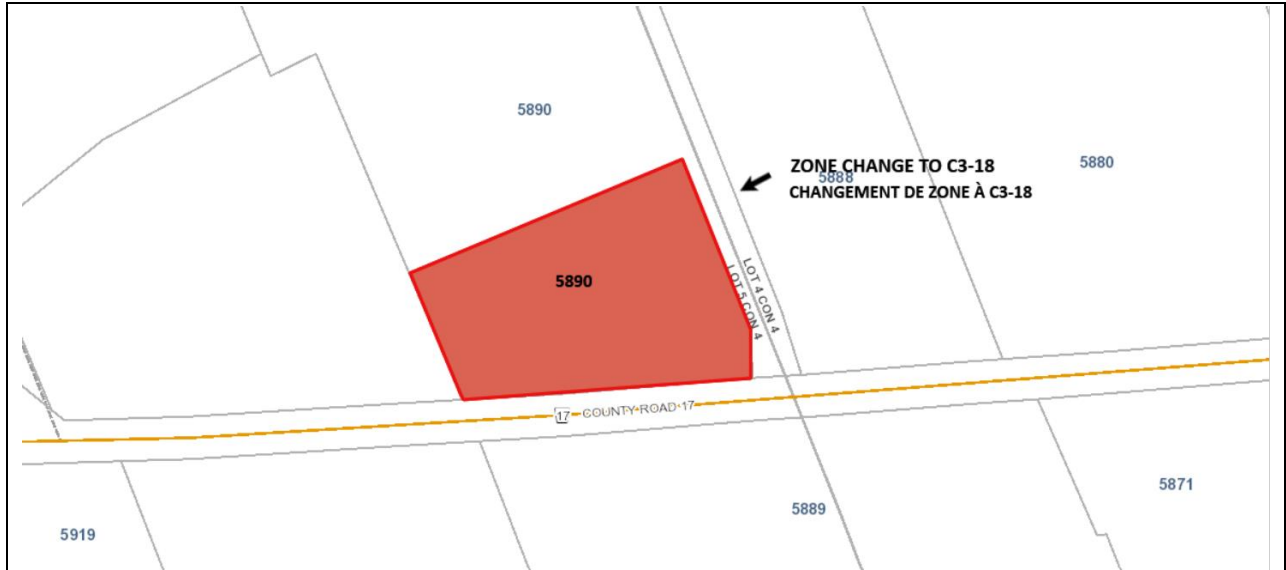 5890
ZONE CHANGE TO C3-18
5888
CHANGEMENT DE ZONE À C3-18
5880
5890
LOT 4 CON 4
LOT 5 CON 4
17 COUNTY ROAD 17
5871
5889
5919